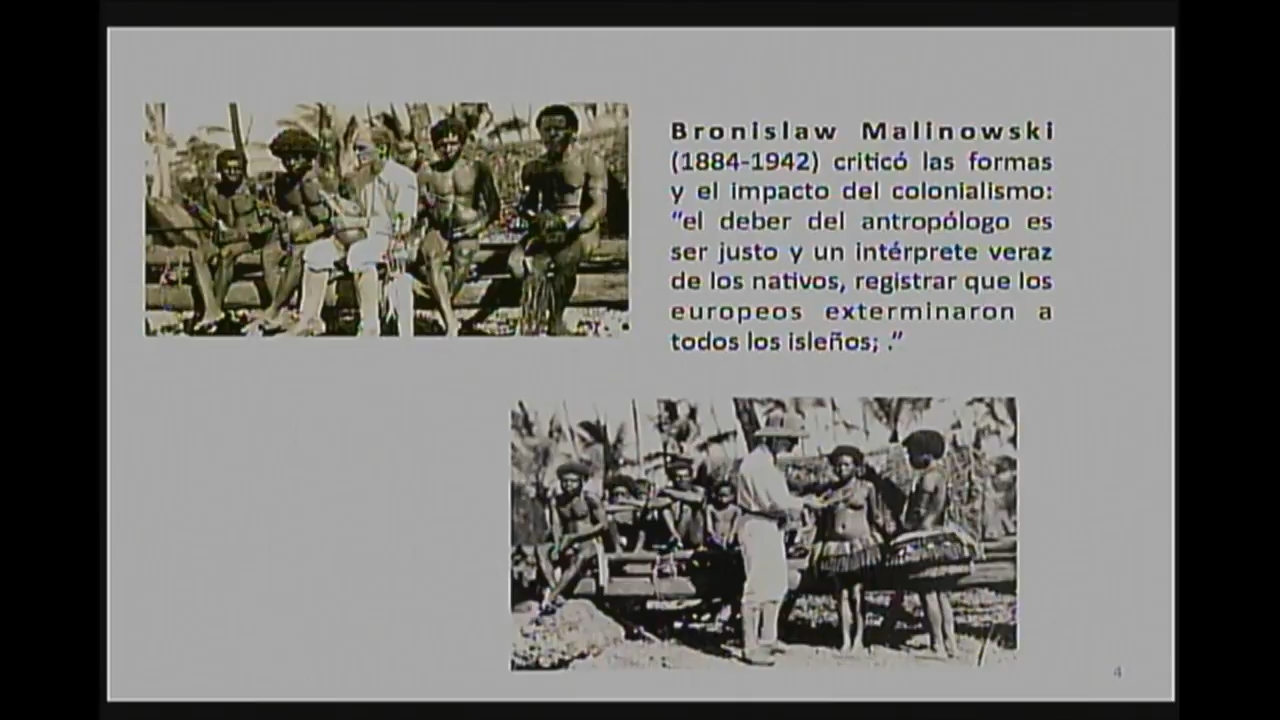 Bronislaw Malinowski
(1884-1942) criticó las formas
y el impacto del colonialismo:
“el deber del antropólogo es
ser justo y un intérprete veraz
de los nativos, registrar que los
europeos exterminaron a
todos los isleños; .”
4